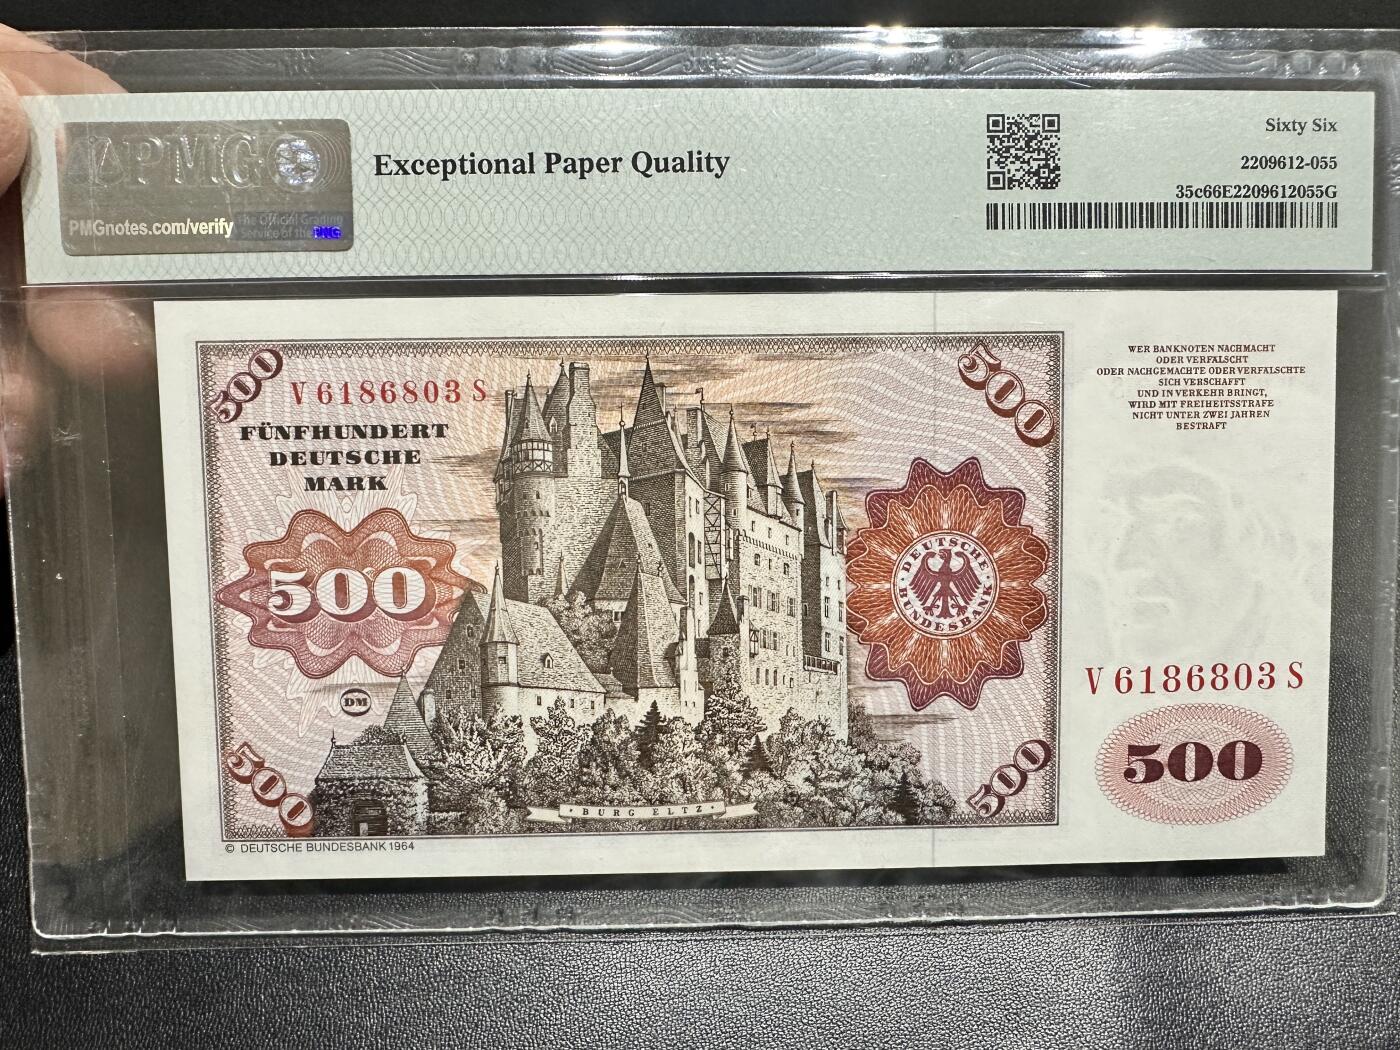 PMG
PMGnotes.com/verify
The Official Grading
Service of the PNG
Exceptional Paper Quality
Sixty Six
2209612-055
35c66E2209612055G
500
V 6186803 S
FÜNFHUNDERT
DEUTSCHE
MARK
500
DM
500
500
DEUTSCHE BUNDESBANK
500
BURG ELTZ
© DEUTSCHE BUNDESBANK 1964
WER BANKNOTEN NACHMACHT
ODER VERFÄLSCHT
ODER NACHGEMACHTE ODER VERFÄLSCHTE
SICH VERSCHAFFT
UND IN VERKEHR BRINGT,
WIRD MIT FREIHEITSSTRAFE
NICHT UNTER ZWEI JAHREN
BESTRAFT
V 6186803 S
500